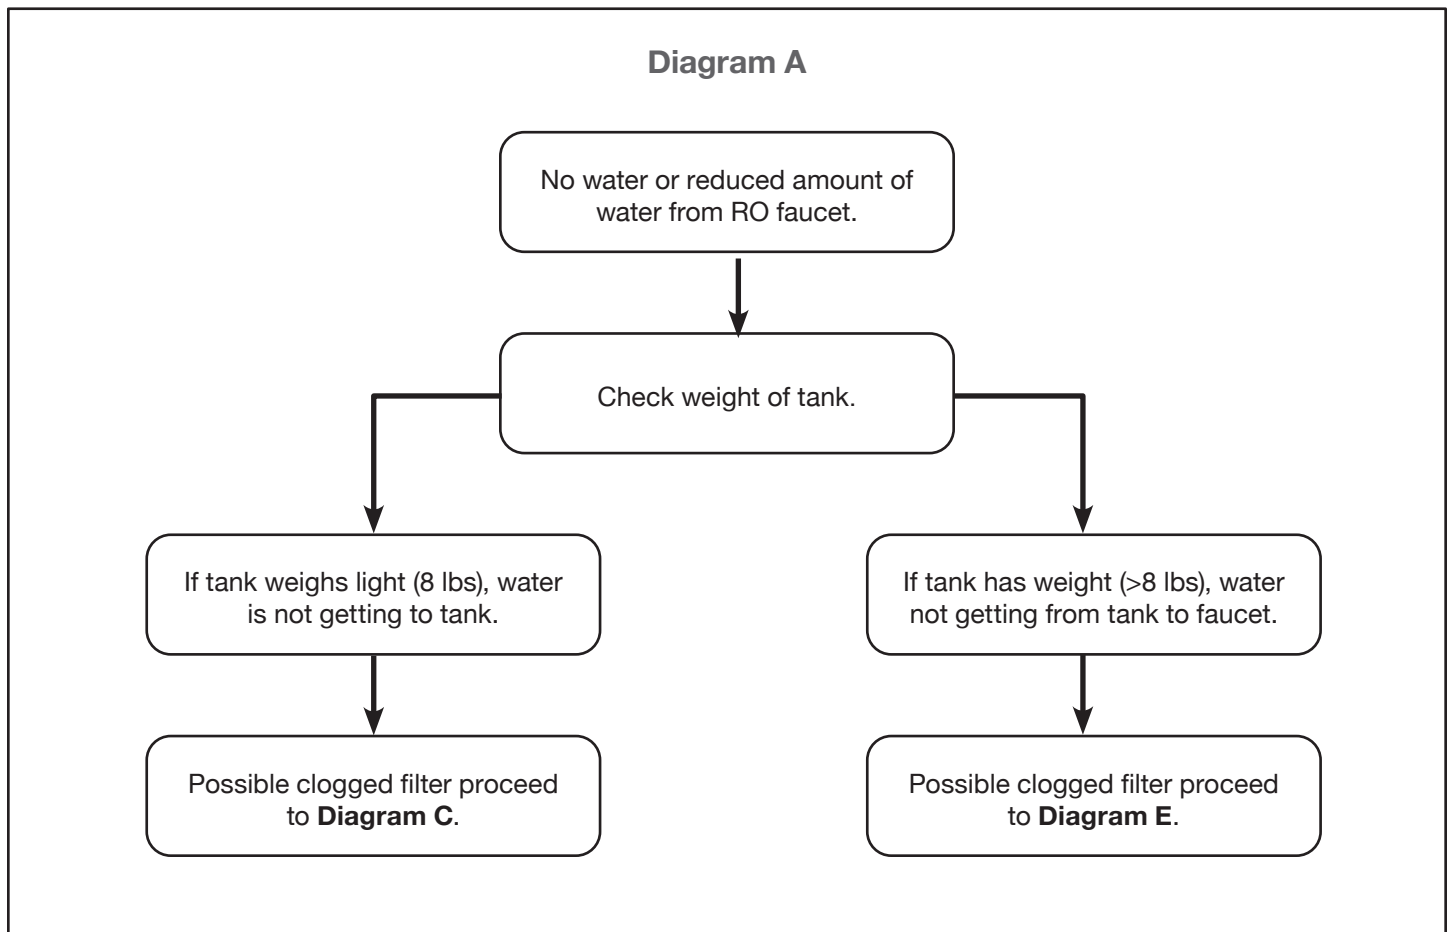 Diagram A
No water or reduced amount of
water from RO faucet.
Check weight of tank.
If tank weighs light (8 lbs), water
is not getting to tank.
If tank has weight (>8 lbs), water
not getting from tank to faucet.
Possible clogged filter proceed
to Diagram C.
Possible clogged filter proceed
to Diagram E.